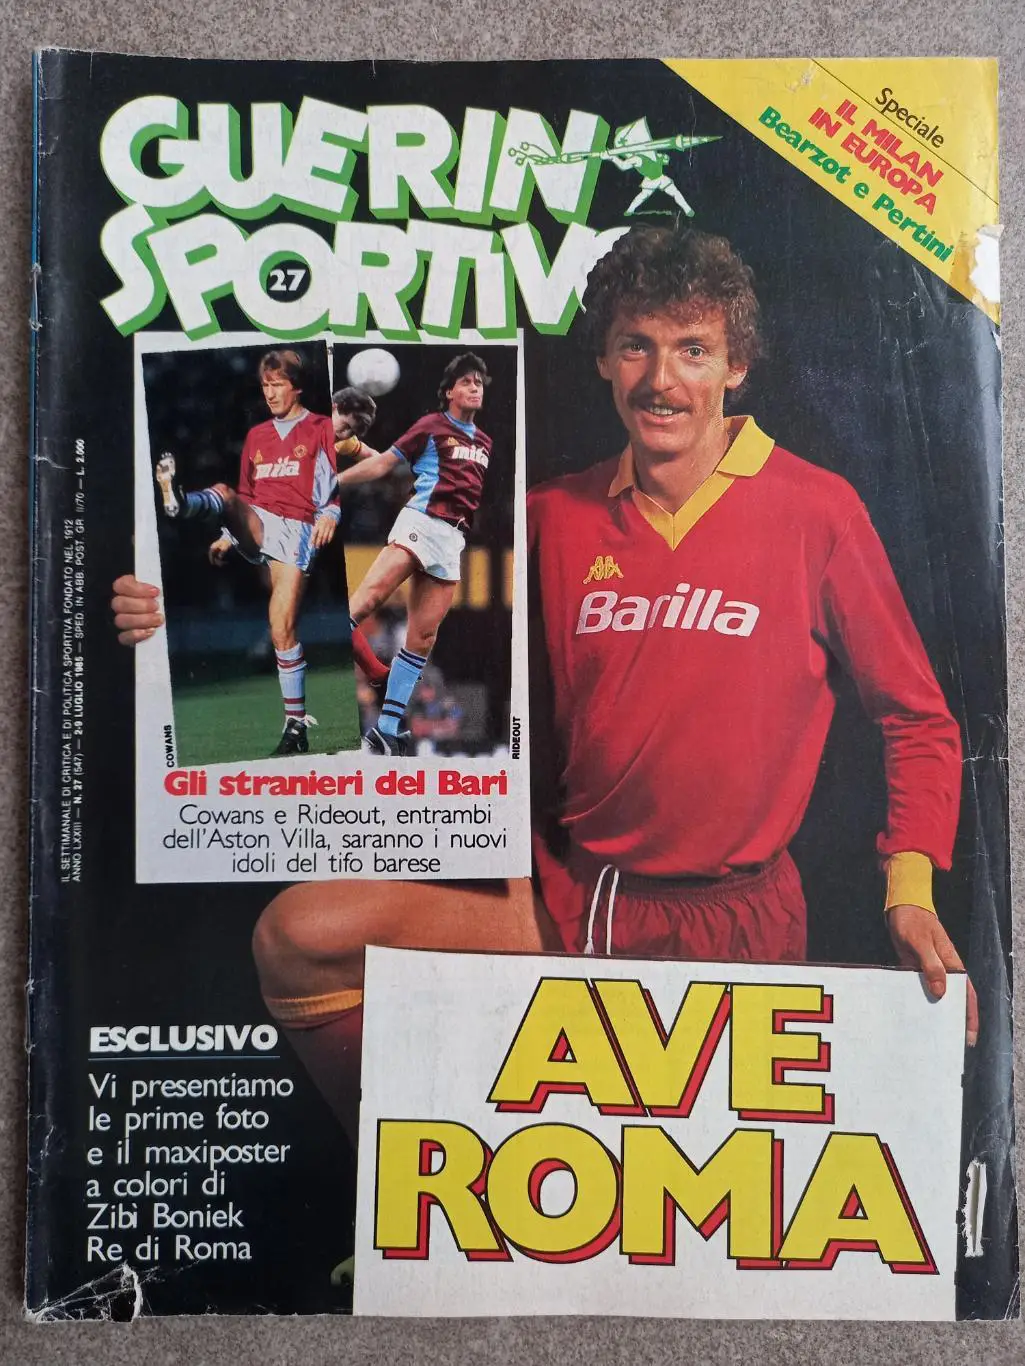 GUERIN
SPORTIVO
27
Speciale
IL MILAN
IN EUROPA
Bearzot e Pertini
IL SETTIMANALE DI CRITICA E DI POLITICA SPORTIVA FONDATO NEL 1912
ANNO LXXIII — N. 27 (547) — 2-9 LUGLIO 1985 — SPED. IN ABB. POST. GR. II/70 — L. 2.000
mita
mita
COWANS
RIDEOUT
Gli stranieri del Bari
Cowans e Rideout, entrambi
dell'Aston Villa, saranno i nuovi
idoli del tifo barese
Barilla
ESCLUSIVO
Vi presentiamo
le prime foto
e il maxiposter
a colori di
Zibì Boniek
Re di Roma
AVE
ROMA